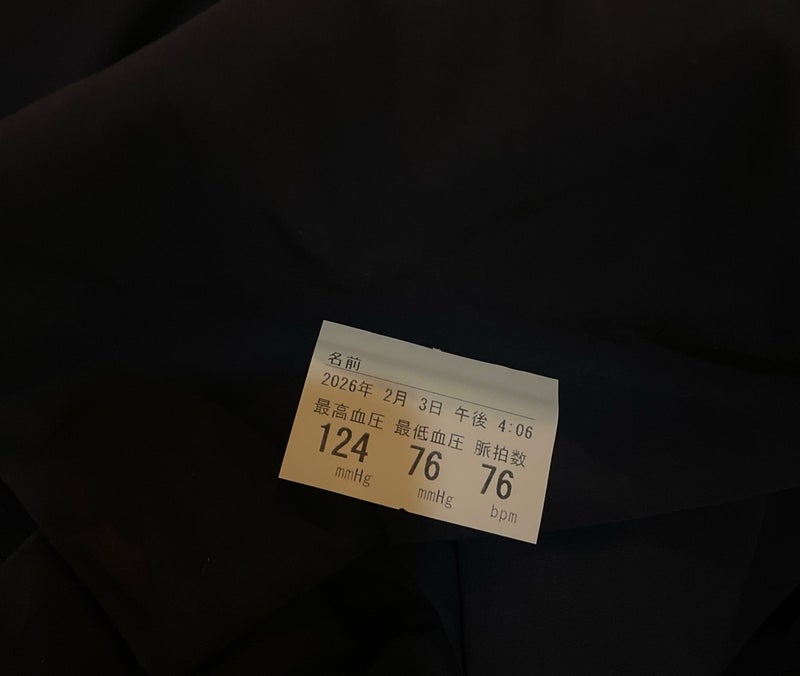 名前
2026年 2月 3日 午後 4:06
最高血圧 最低血圧 脈拍数
124 76 76
mmHg mmHg bpm